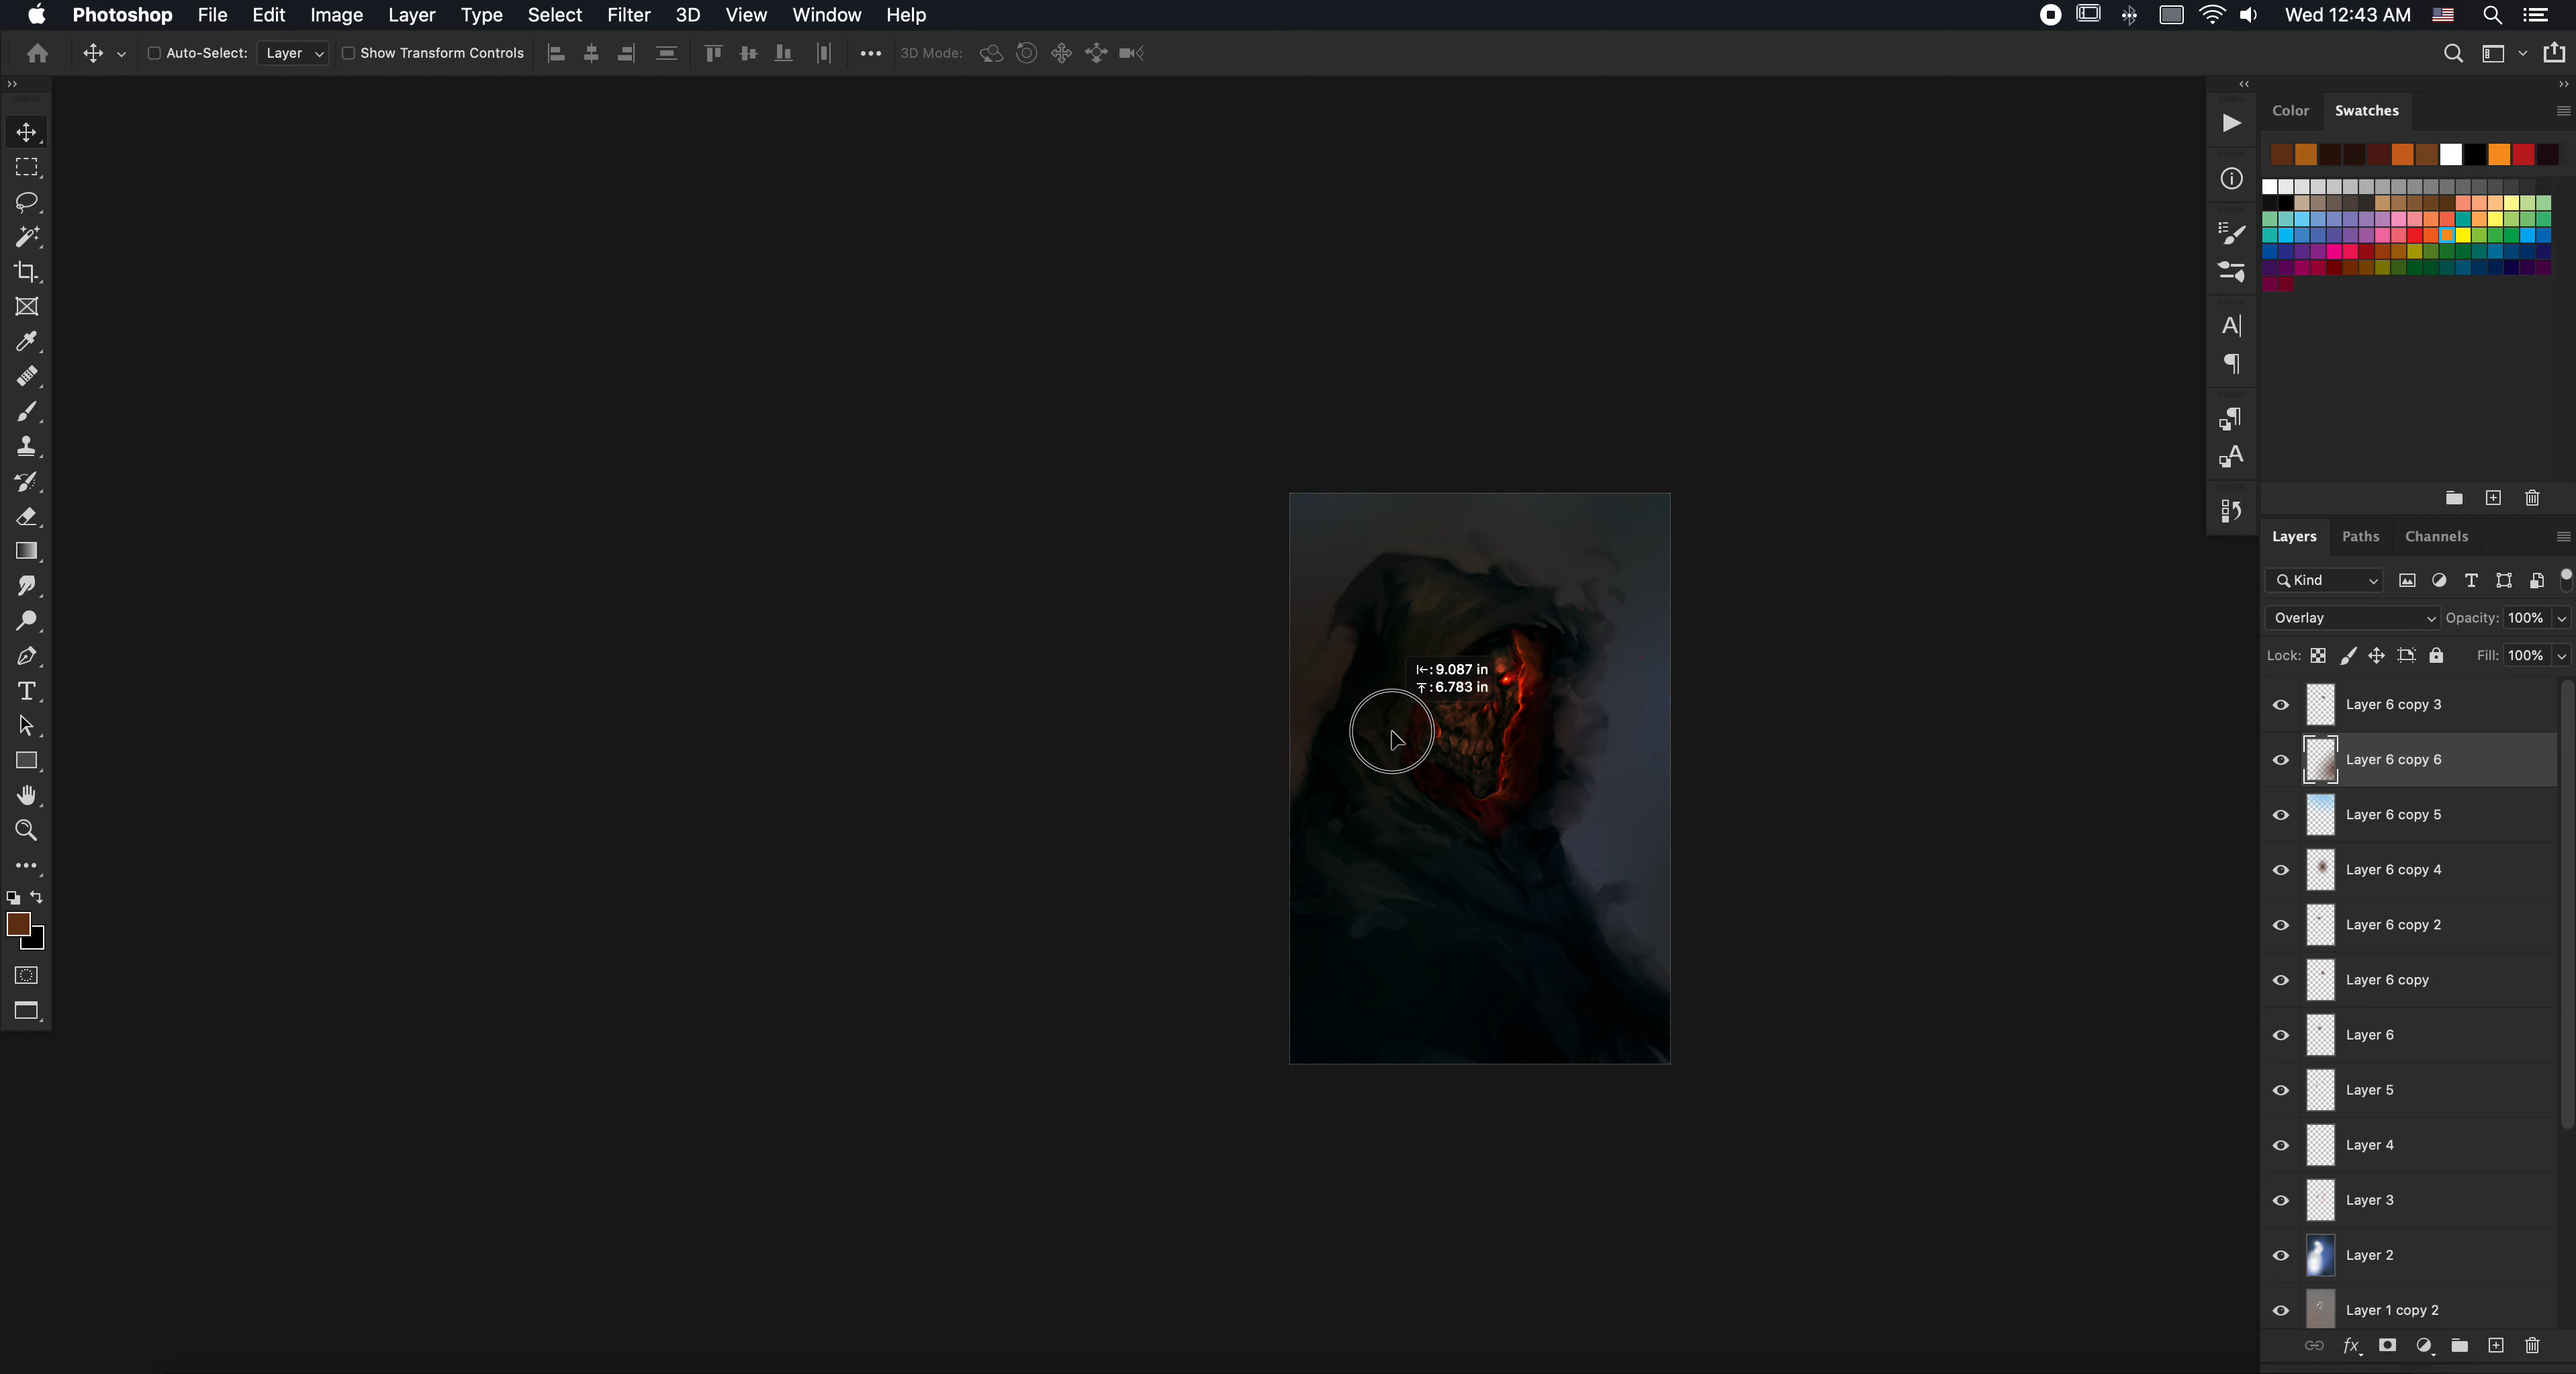 Photoshop File Edit Image Layer Type Select Filter 3D View Window Help Wed 12:43 AM
Auto-Select: Layer Show Transform Controls 3D Mode:
Color Swatches
Layers Paths Channels
Kind
Overlay Opacity: 100%
Lock: Fill: 100%
: 9.087 in
: 6.783 in
Layer 6 copy 3
Layer 6 copy 6
Layer 6 copy 5
Layer 6 copy 4
Layer 6 copy 2
Layer 6 copy
Layer 6
Layer 5
Layer 4
Layer 3
Layer 2
Layer 1 copy 2
fx